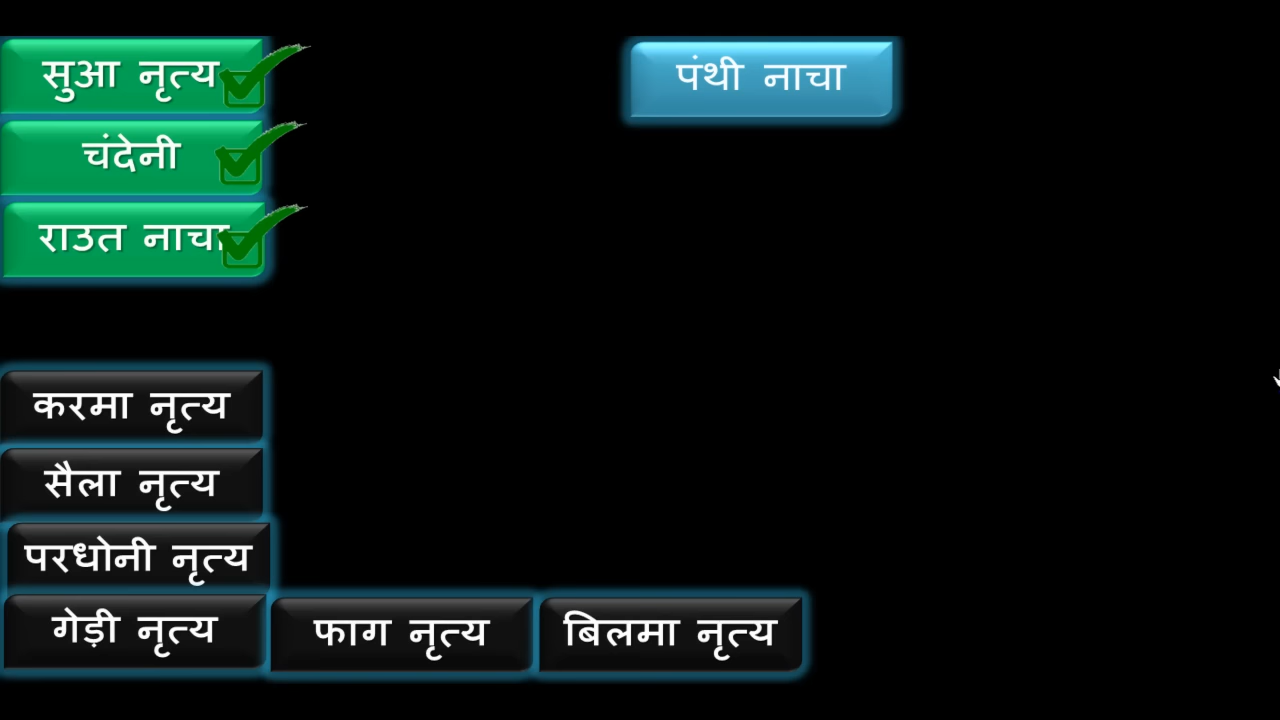 सुआ नृत्य
पंथी नाचा
चंदेनी
राउत नाचा
करमा नृत्य
सैला नृत्य
परधोनी नृत्य
गेड़ी नृत्य
फाग नृत्य
बिलमा नृत्य